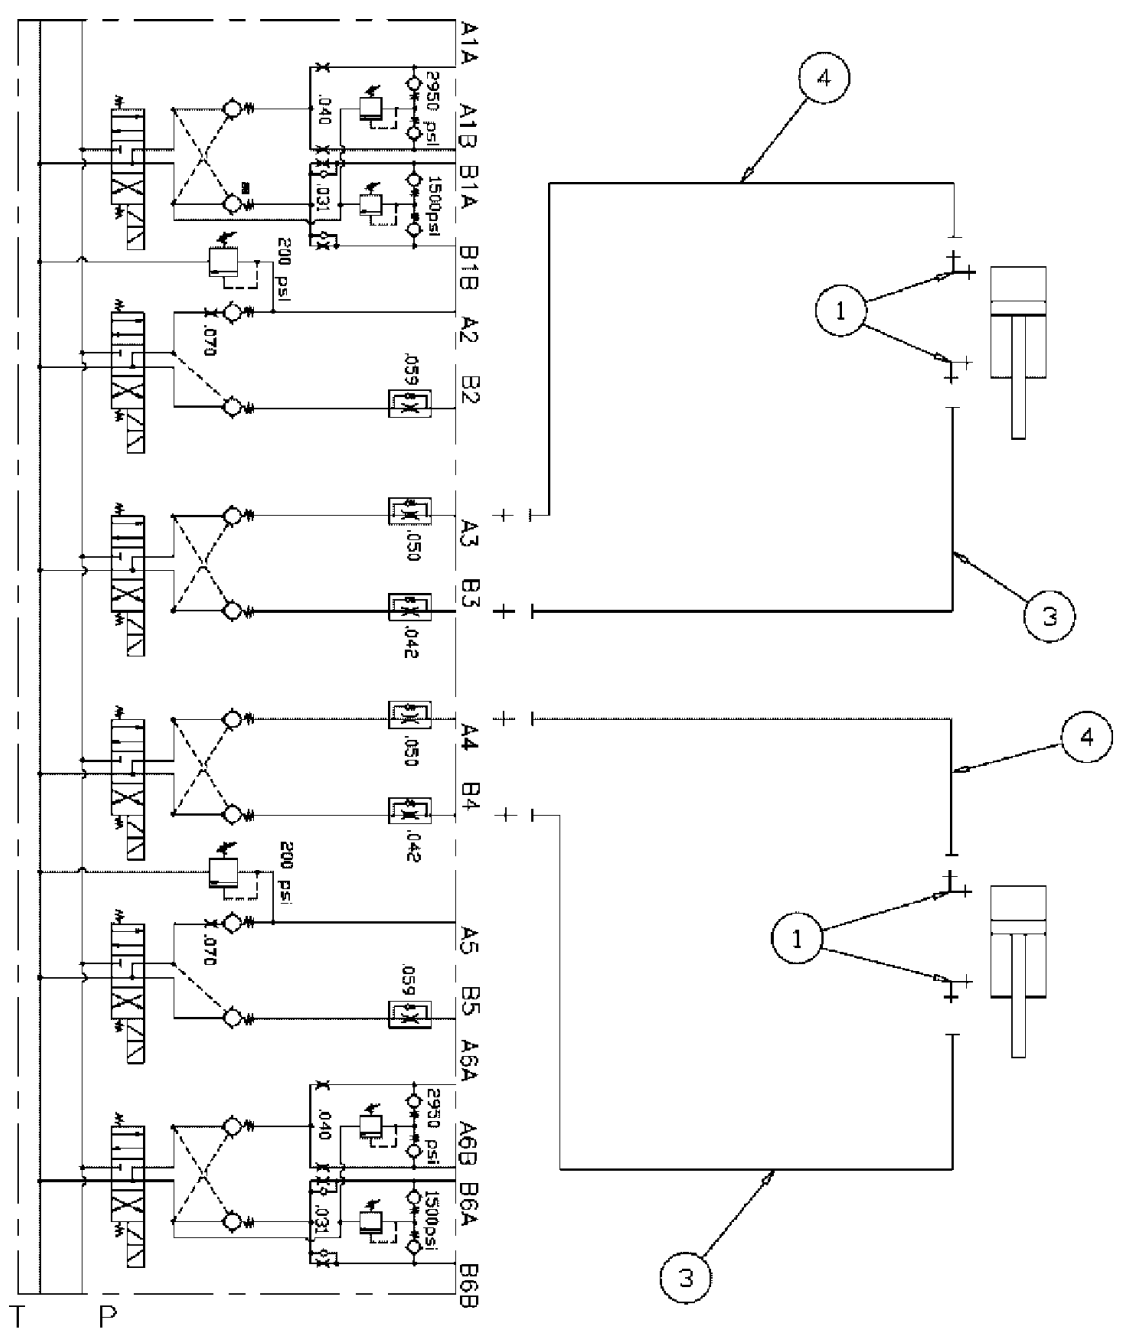 A1A
4
2950 psi
.040
A1B
B1A
1500psi
.031
B1B
200 psi
1
A2
.070
.059
B2
A3
.050
B3
3
.042
A4
4
.050
B4
.042
200 psi
A5
1
.070
.059
B5
A6A
2950 psi
.040
A6B
B6A
1500psi
.031
3
B6B
T
P